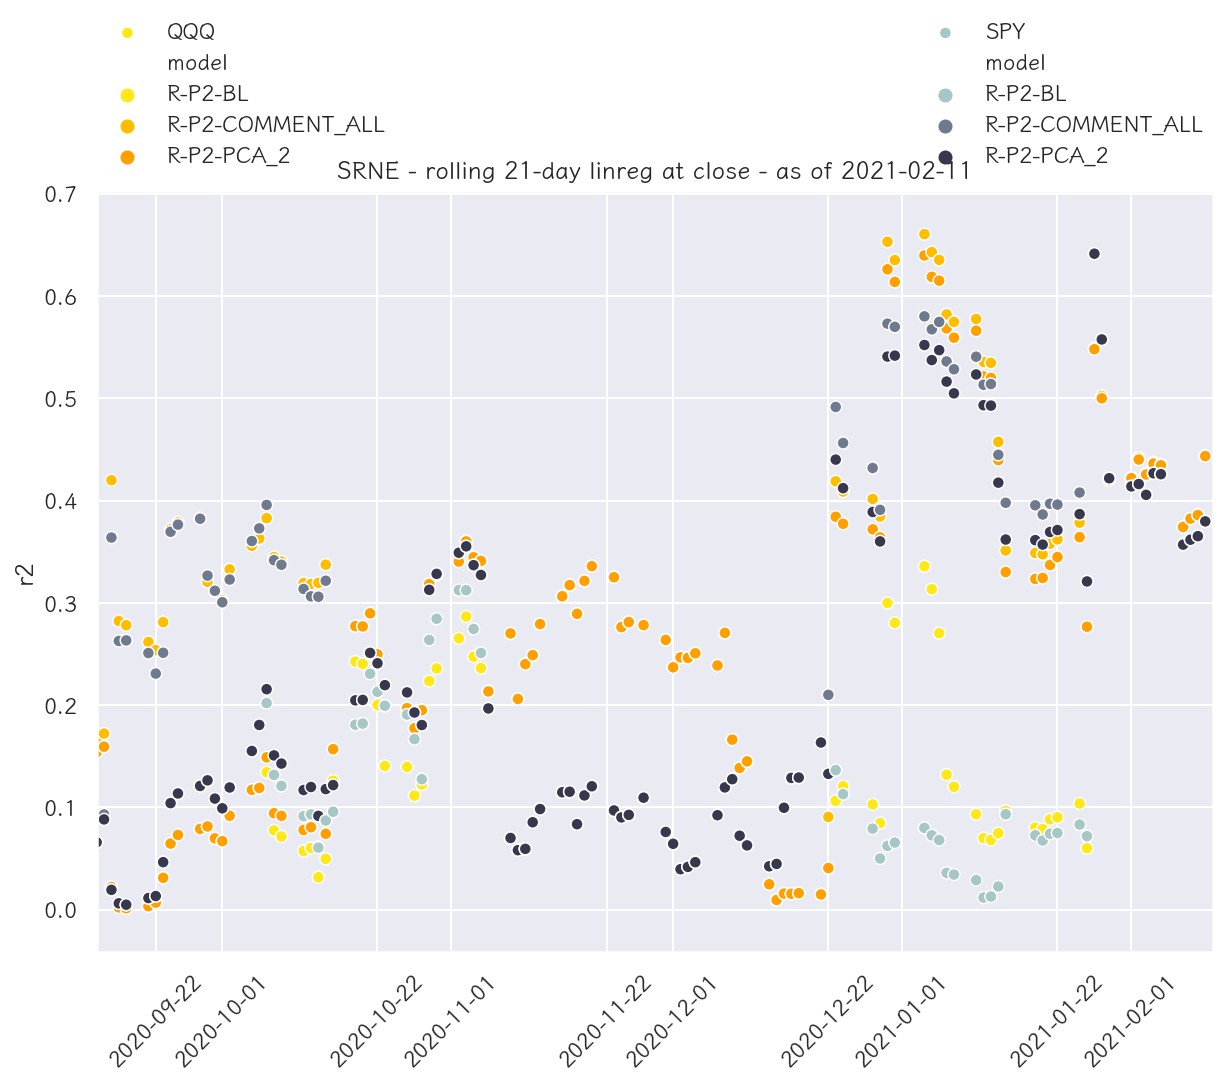 QQQ
model
R-P2-BL
R-P2-COMMENT_ALL
R-P2-PCA_2
SPY
model
R-P2-BL
R-P2-COMMENT_ALL
R-P2-PCA_2
SRNE - rolling 21-day linreg at close - as of 2021-02-11
0.7
0.6
0.5
0.4
0.3
0.2
0.1
0.0
r2
2020-09-22
2020-10-01
2020-10-22
2020-11-01
2020-11-22
2020-12-01
2020-12-22
2021-01-01
2021-01-22
2021-02-01